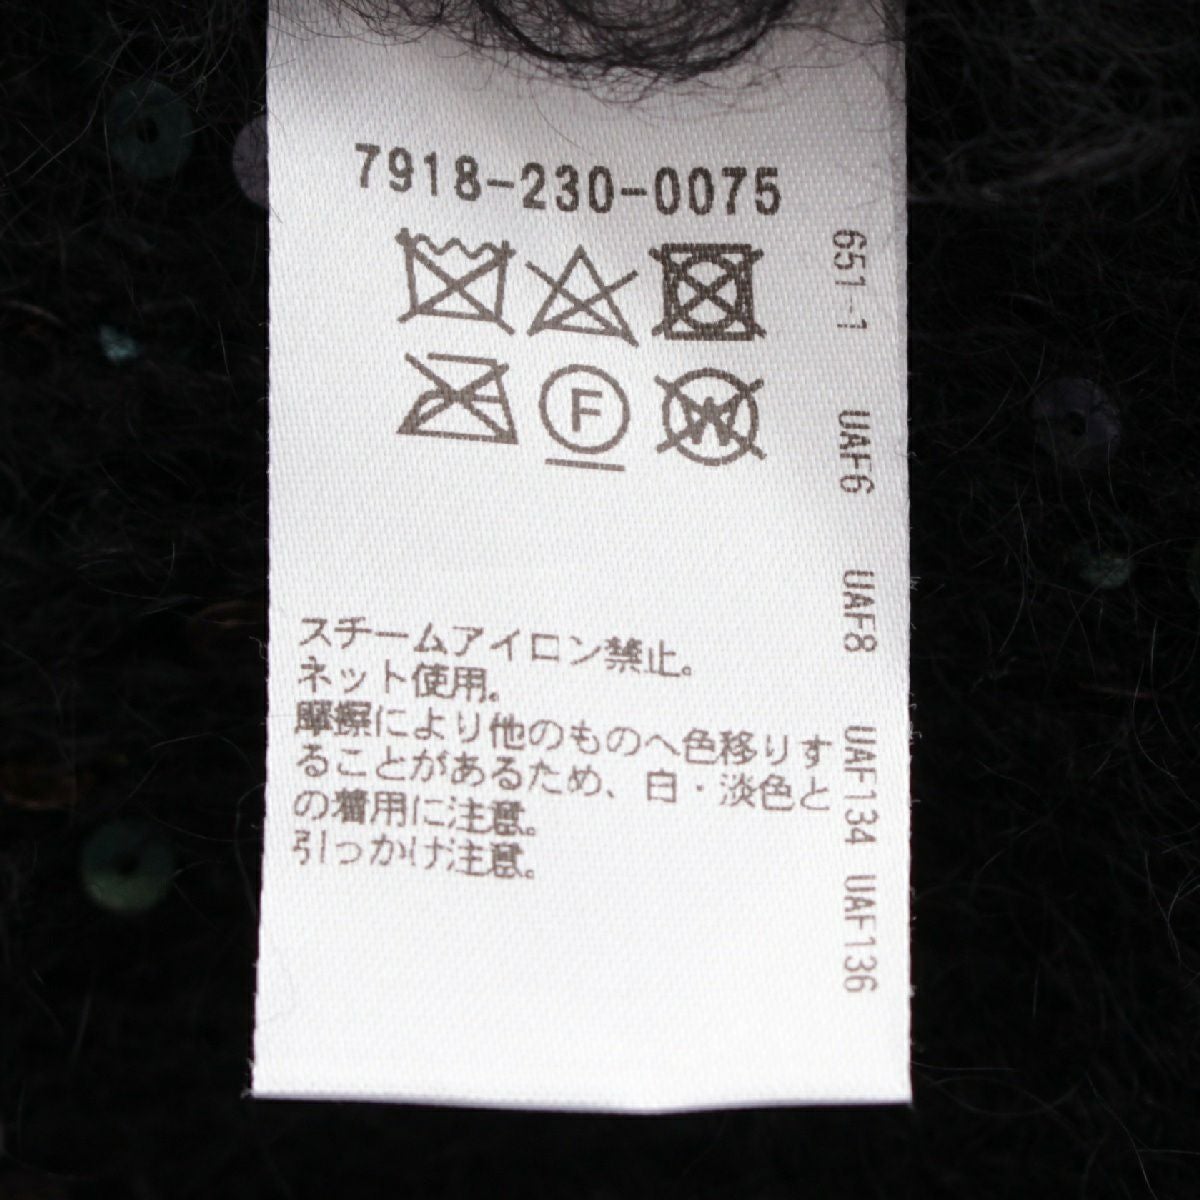 7918-230-0075
F
W
スチームアイロン禁止。
ネット使用。
摩擦により他のものへ色移りす
ることがあるため、白・淡色と
の着用に注意。
引っかけ注意。
651-1 UAF6 UAF8 UAF134 UAF136